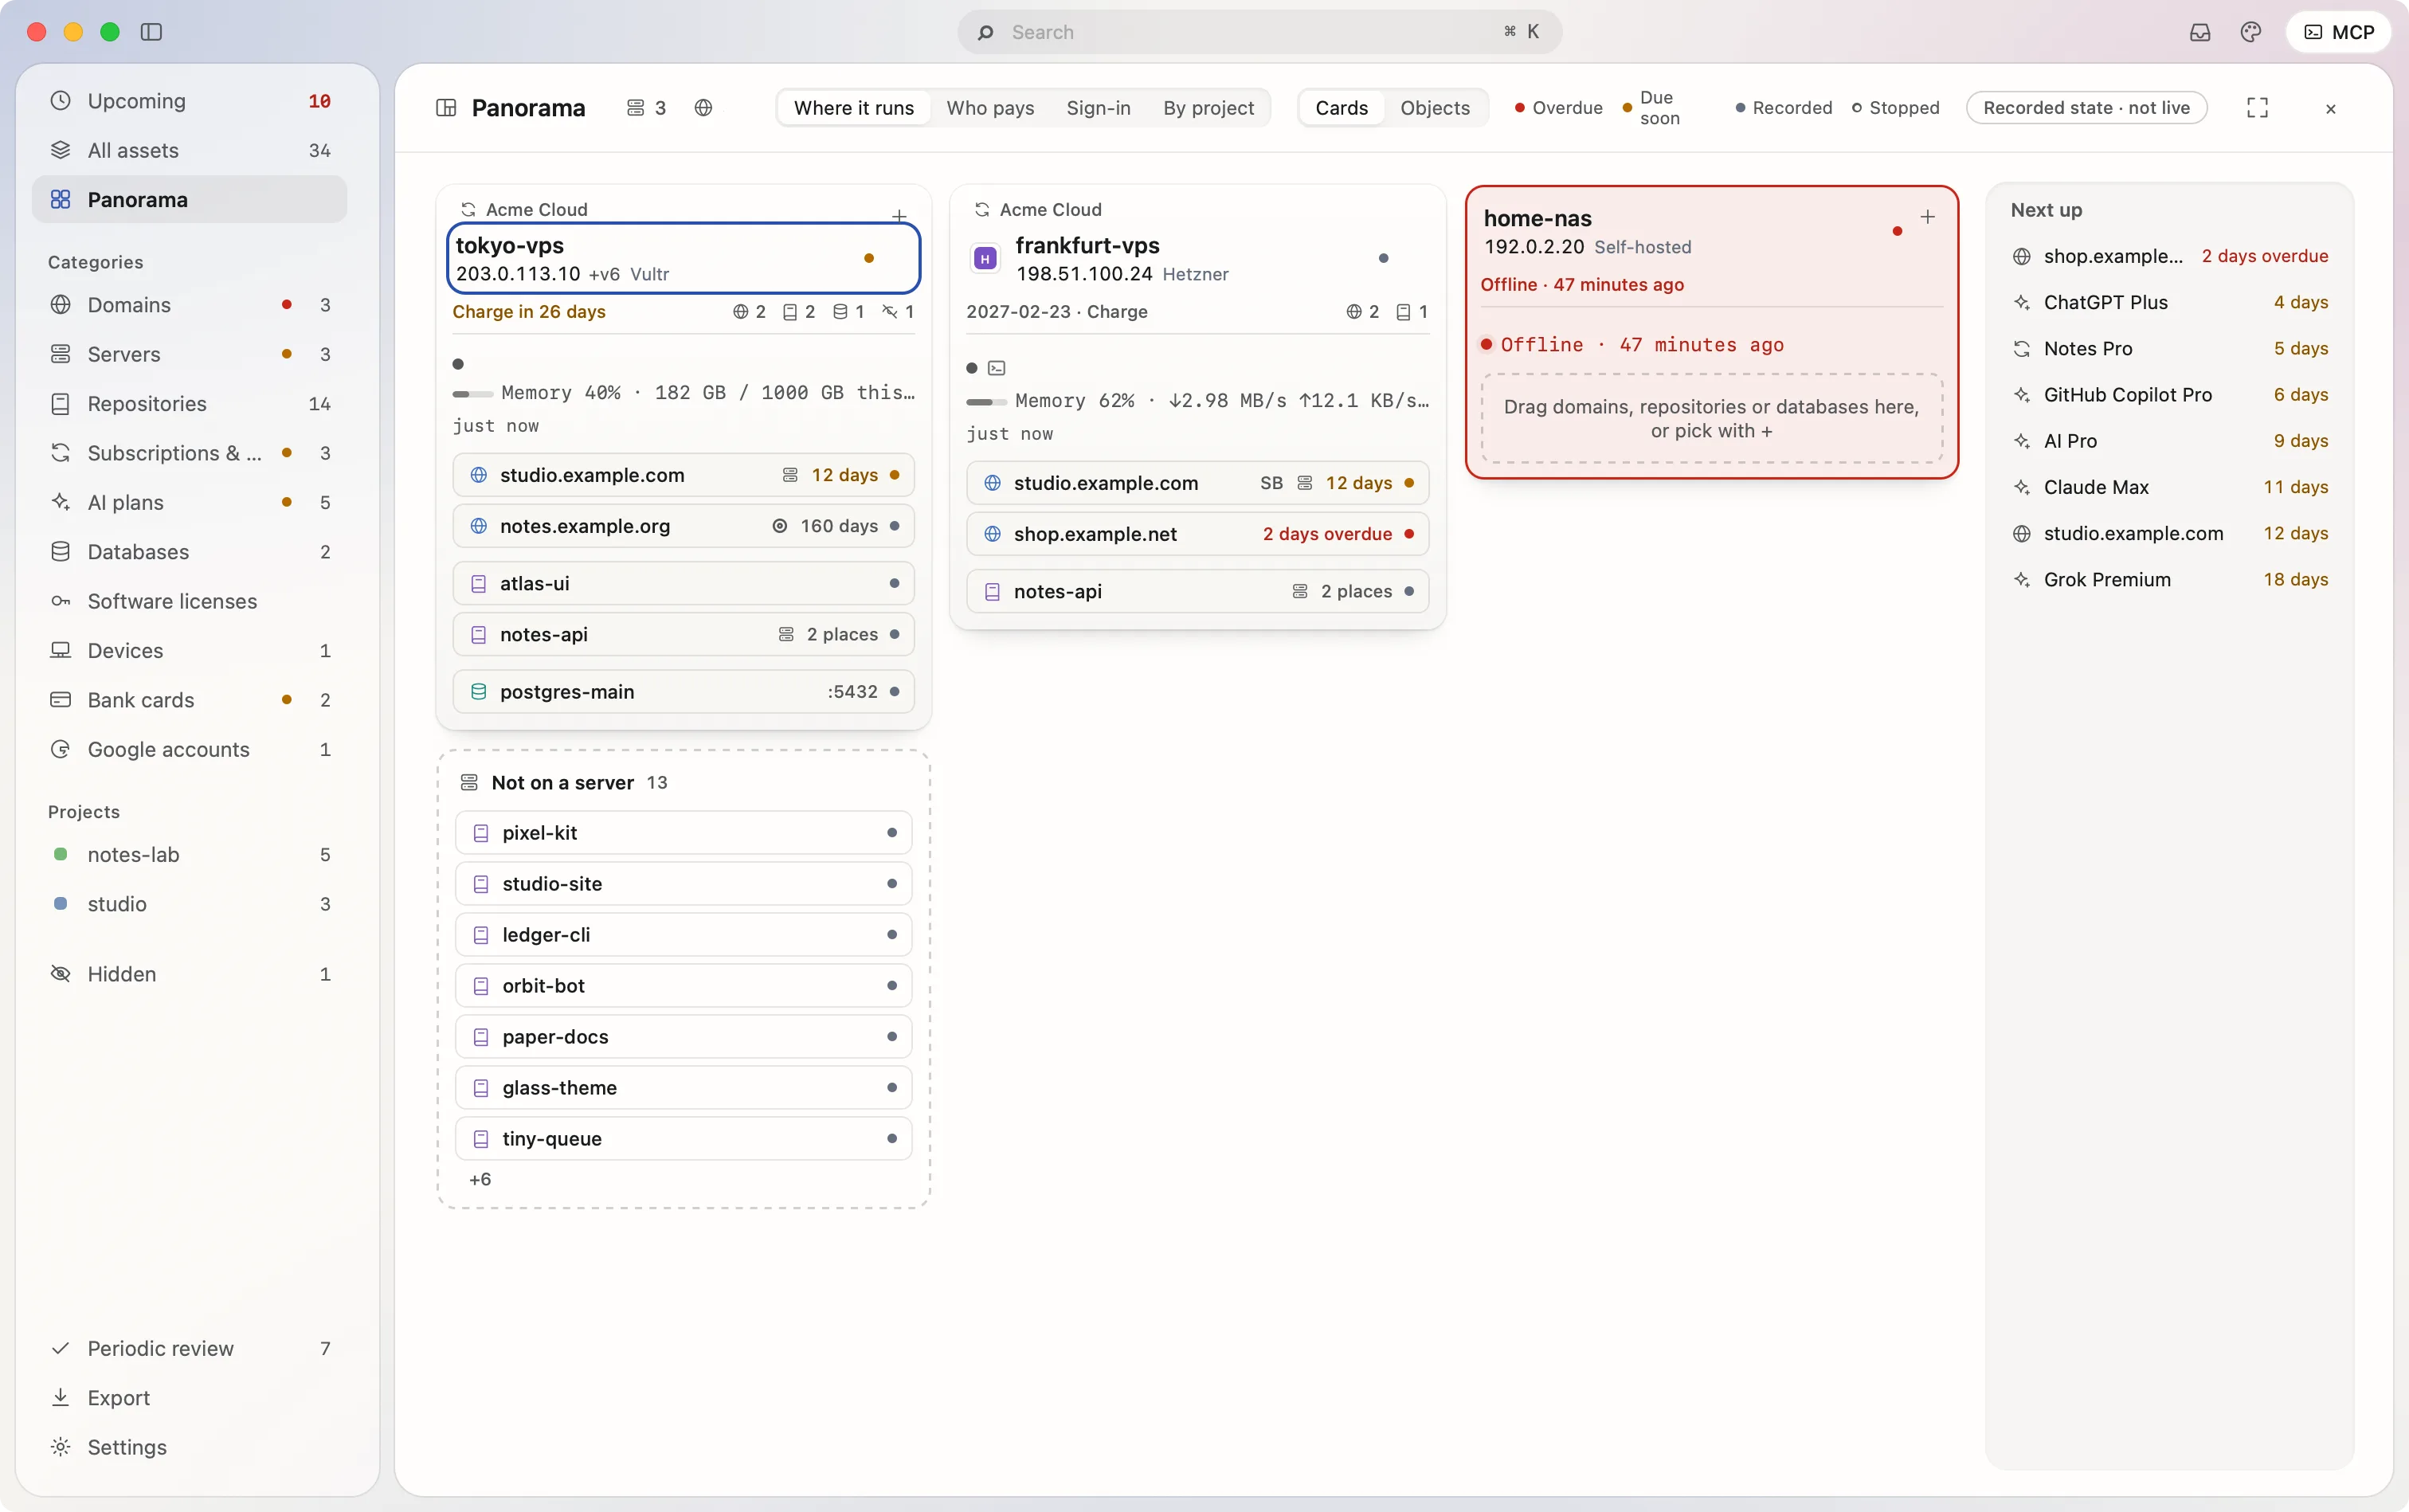 Search
⌘ K
MCP
Upcoming 10
All assets 34
Panorama
Categories
Domains 3
Servers 3
Repositories 14
Subscriptions & ... 3
AI plans 5
Databases 2
Software licenses
Devices 1
Bank cards 2
Google accounts 1
Projects
notes-lab 5
studio 3
Hidden 1
Periodic review 7
Export
Settings
Panorama 3
Where it runs Who pays Sign-in By project
Cards Objects
Overdue
Due soon
Recorded
Stopped
Recorded state · not live
×
Acme Cloud
+
tokyo-vps
203.0.113.10 +v6 Vultr
Charge in 26 days 2 2 1 1
Memory 40% · 182 GB / 1000 GB this…
just now
studio.example.com 12 days
notes.example.org 160 days
atlas-ui
notes-api 2 places
postgres-main :5432
Not on a server 13
pixel-kit
studio-site
ledger-cli
orbit-bot
paper-docs
glass-theme
tiny-queue
+6
Acme Cloud
H
frankfurt-vps
198.51.100.24 Hetzner
2027-02-23 · Charge 2 1
Memory 62% · ↓2.98 MB/s ↑12.1 KB/s…
just now
studio.example.com SB 12 days
shop.example.net 2 days overdue
notes-api 2 places
home-nas +
192.0.2.20 Self-hosted
Offline · 47 minutes ago
Offline · 47 minutes ago
Drag domains, repositories or databases here,
or pick with +
Next up
shop.example... 2 days overdue
ChatGPT Plus 4 days
Notes Pro 5 days
GitHub Copilot Pro 6 days
AI Pro 9 days
Claude Max 11 days
studio.example.com 12 days
Grok Premium 18 days